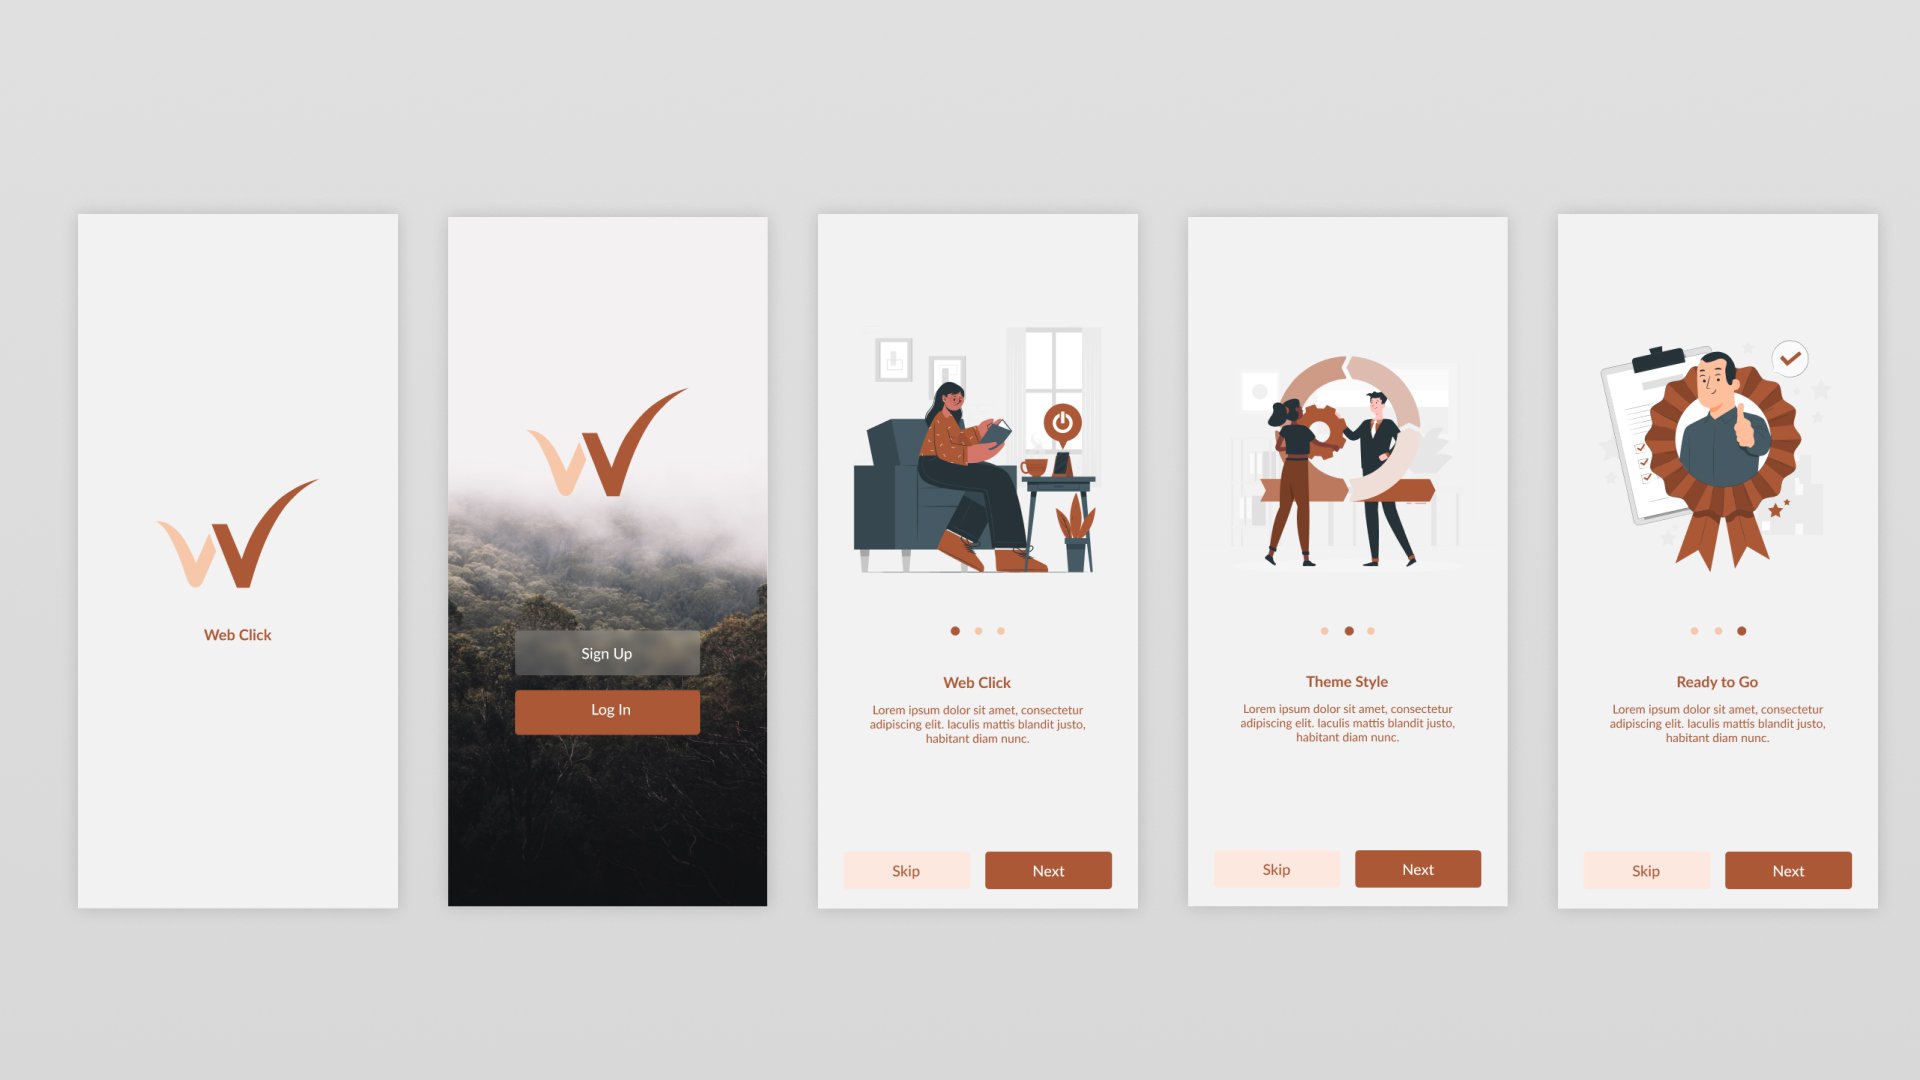 Web Click
Sign Up
Log In
Web Click
Lorem ipsum dolor sit amet, consectetur
adipiscing elit. Iaculis mattis blandit justo,
habitant diam nunc.
Skip
Next
Theme Style
Lorem ipsum dolor sit amet, consectetur
adipiscing elit. Iaculis mattis blandit justo,
habitant diam nunc.
Skip
Next
Ready to Go
Lorem ipsum dolor sit amet, consectetur
adipiscing elit. Iaculis mattis blandit justo,
habitant diam nunc.
Skip
Next